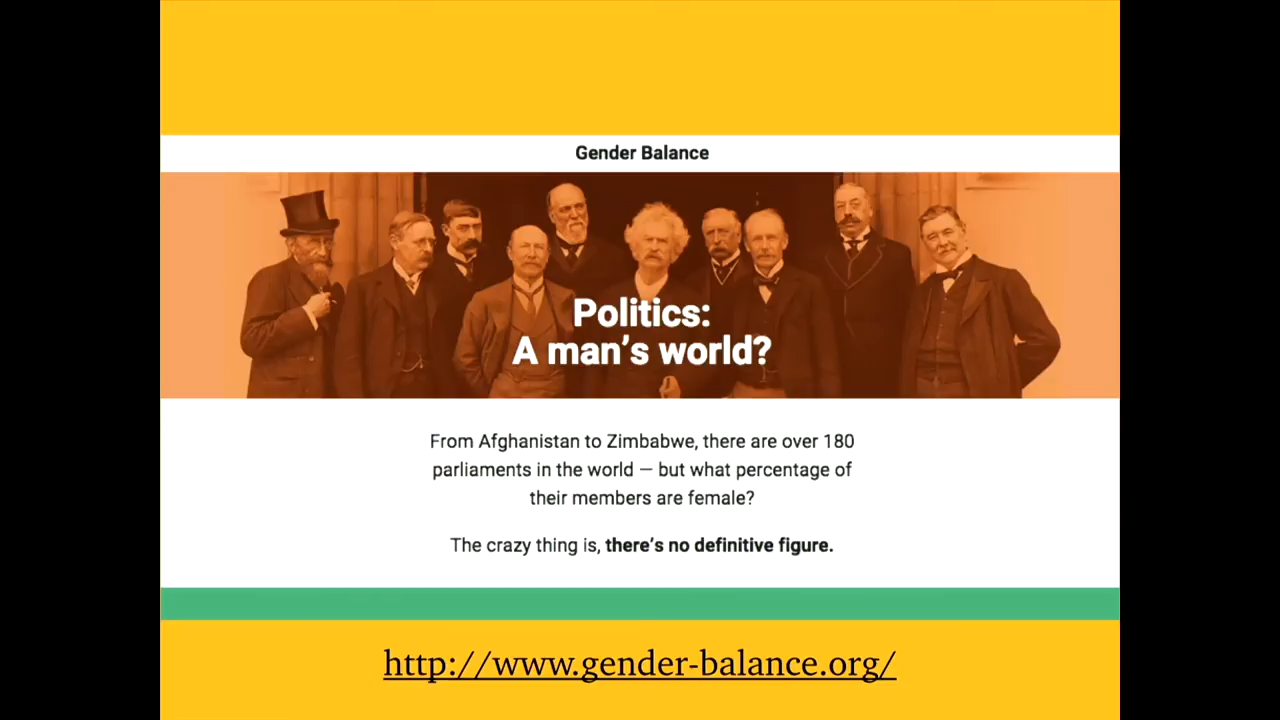 Gender Balance
Politics:
A man’s world?
From Afghanistan to Zimbabwe, there are over 180
parliaments in the world — but what percentage of
their members are female?
The crazy thing is, there’s no definitive figure.
http://www.gender-balance.org/